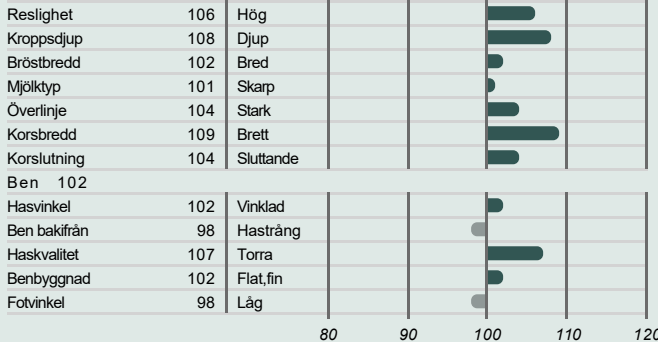 Reslighet 106 Hög
Kroppsdjup 108 Djup
Bröstbredd 102 Bred
Mjölktyp 101 Skarp
Överlinje 104 Stark
Korsbredd 109 Brett
Korslutning 104 Sluttande
Ben 102
Hasvinkel 102 Vinklad
Ben bakifrån 98 Hastrång
Haskvalitet 107 Torra
Benbyggnad 102 Flat,fin
Fotvinkel 98 Låg
80 90 100 110 120